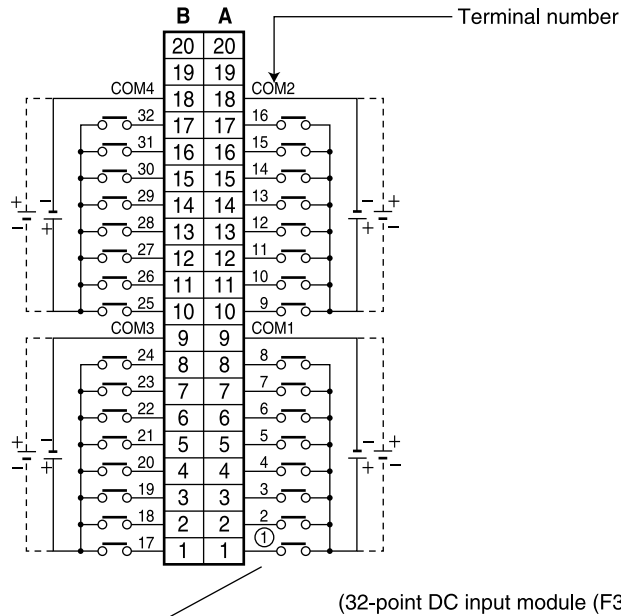 B A
Terminal number
20 20
19 19
COM4 18 18 COM2
32 17 17 16
31 16 16 15
30 15 15 14
29 14 14 13
28 13 13 12
27 12 12 11
26 11 11 10
25 10 10 9
COM3 9 9 COM1
24 8 8 8
23 7 7 7
22 6 6 6
21 5 5 5
20 4 4 4
19 3 3 3
18 2 2 2
17 1 1 ①
+ − − +
− + + −
+ − − +
− + + −
(32-point DC input module (F3